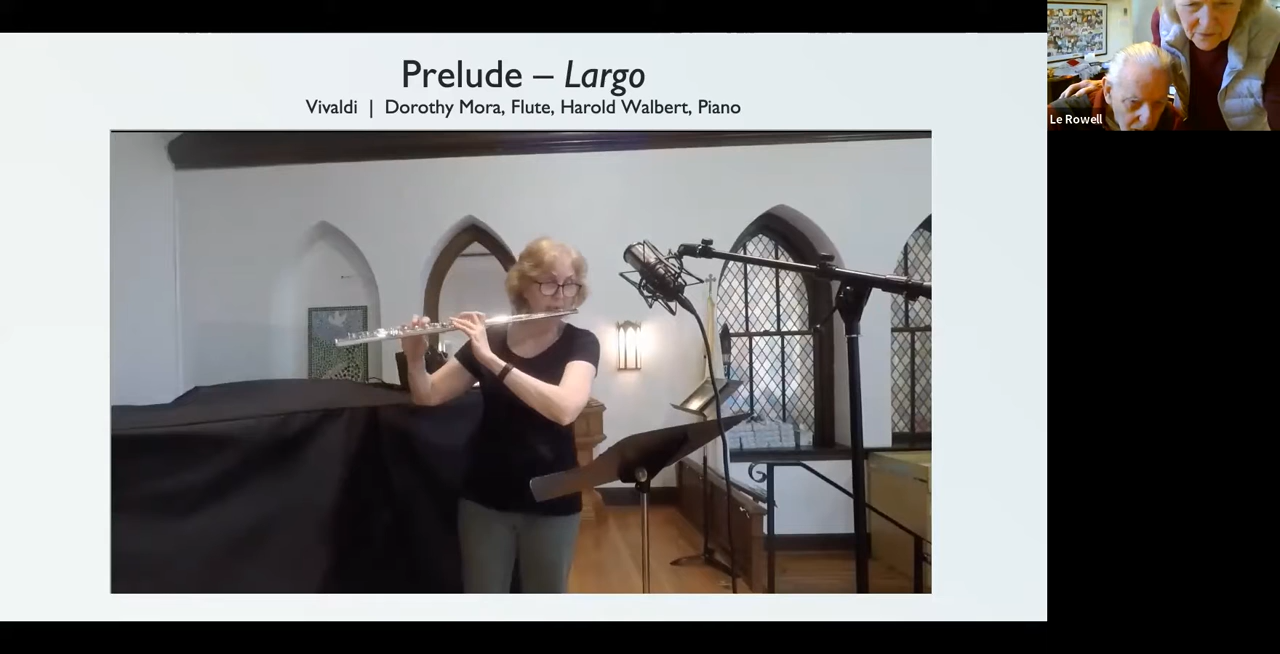 Prelude – Largo
Vivaldi | Dorothy Mora, Flute, Harold Walbert, Piano
Le Rowell